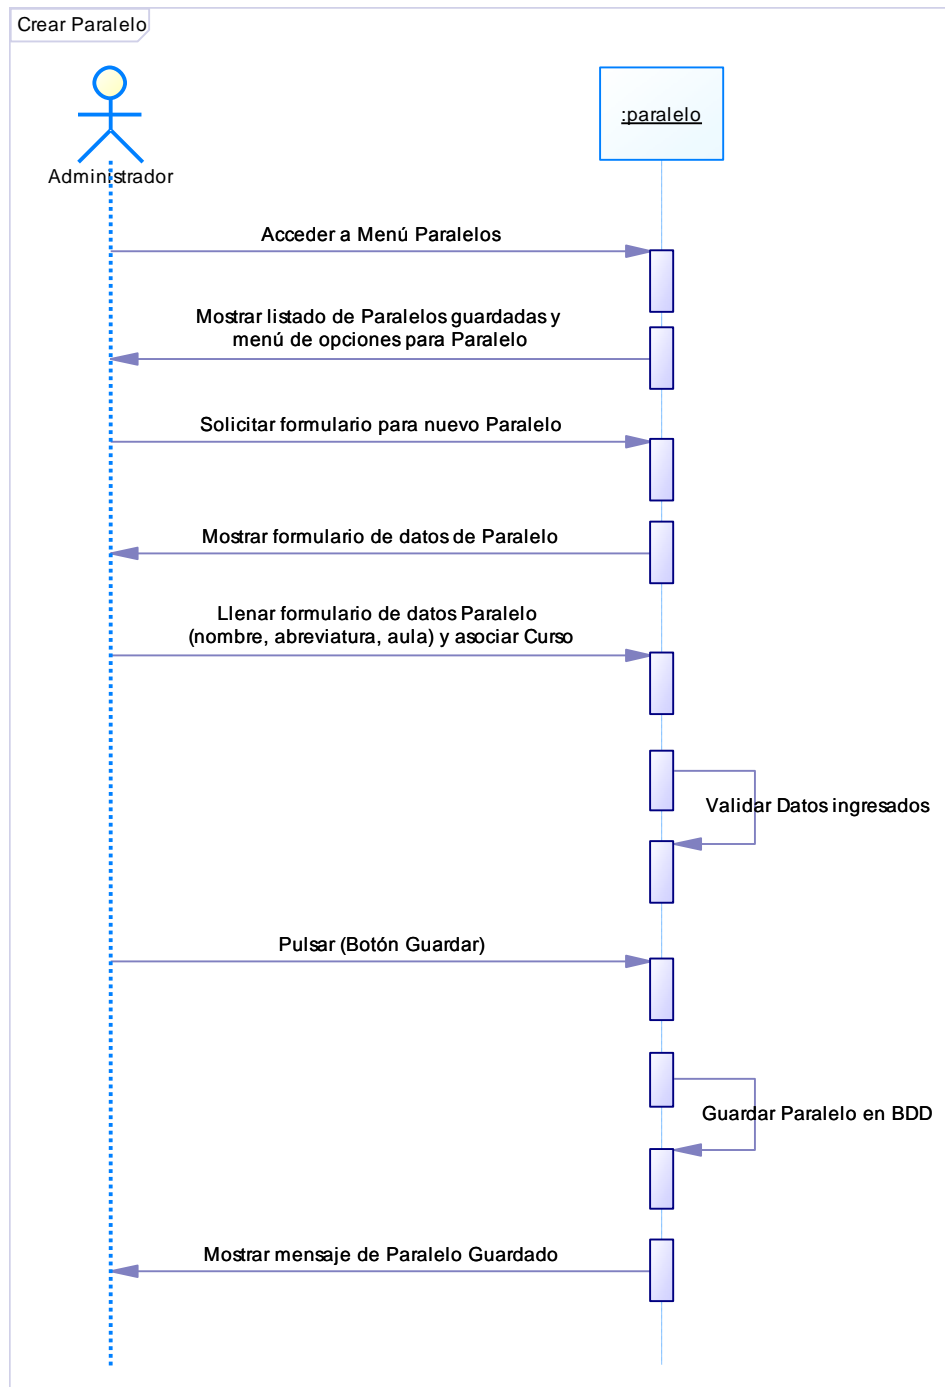 Crear Paralelo
:paralelo
Administrador
Acceder a Menú Paralelos
Mostrar listado de Paralelos guardadas y
menú de opciones para Paralelo
Solicitar formulario para nuevo Paralelo
Mostrar formulario de datos de Paralelo
Llenar formulario de datos Paralelo
(nombre, abreviatura, aula) y asociar Curso
Validar Datos ingresados
Pulsar (Botón Guardar)
Guardar Paralelo en BDD
Mostrar mensaje de Paralelo Guardado